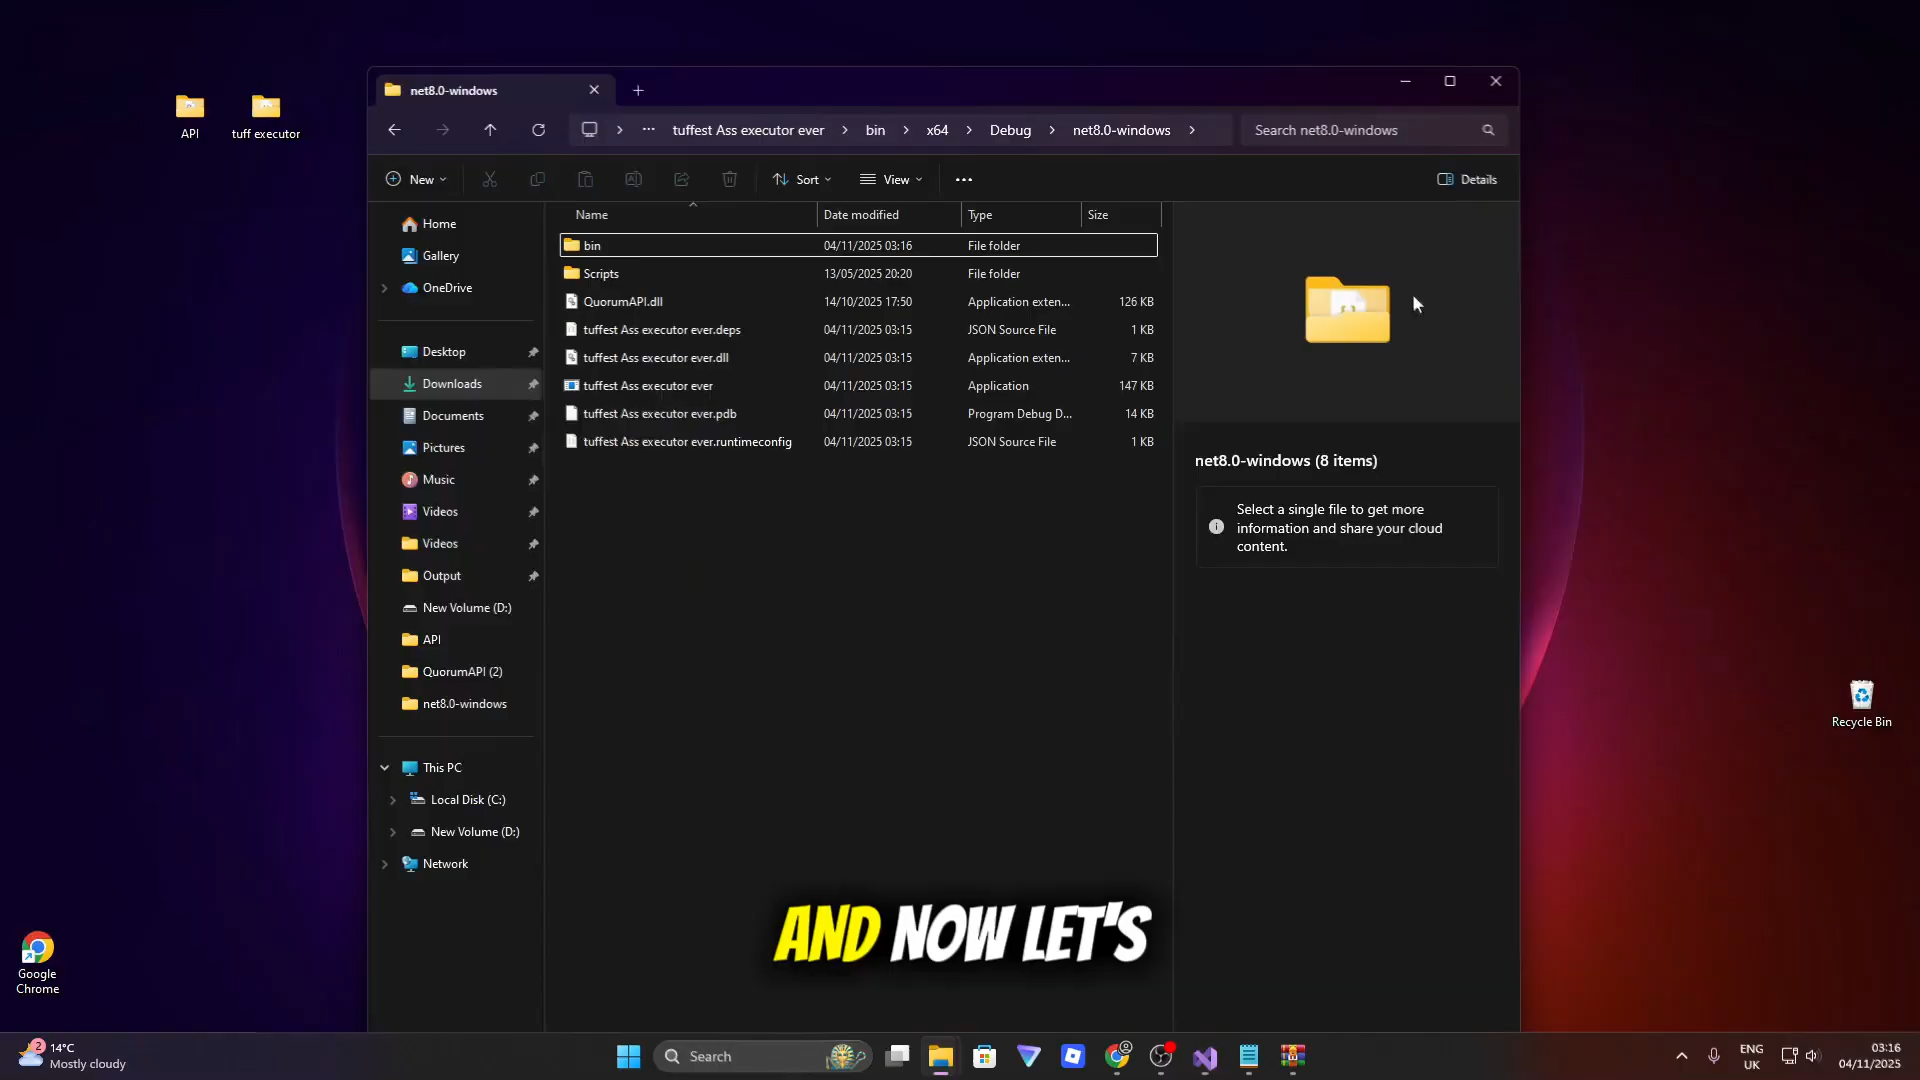 net8.0-windows
API
tuff executor
tuffest Ass executor ever
bin
x64
Debug
net8.0-windows
Search net8.0-windows
New
Sort
View
Details
Name
Date modified
Type
Size
bin 04/11/2025 03:16 File folder
Scripts 13/05/2025 20:20 File folder
QuorumAPI.dll 14/10/2025 17:50 Application exten... 126 KB
tuffest Ass executor ever.deps 04/11/2025 03:15 JSON Source File 1 KB
tuffest Ass executor ever.dll 04/11/2025 03:15 Application exten... 7 KB
tuffest Ass executor ever 04/11/2025 03:15 Application 147 KB
tuffest Ass executor ever.pdb 04/11/2025 03:15 Program Debug D... 14 KB
tuffest Ass executor ever.runtimeconfig 04/11/2025 03:15 JSON Source File 1 KB
Home
Gallery
OneDrive
Desktop
Downloads
Documents
Pictures
Music
Videos
Videos
Output
New Volume (D:)
API
QuorumAPI (2)
net8.0-windows
This PC
Local Disk (C:)
New Volume (D:)
Network
net8.0-windows (8 items)
Select a single file to get more
information and share your cloud
content.
Recycle Bin
Google
Chrome
AND NOW LET'S
2
14°C
Mostly cloudy
Search
ENG
UK
03:16
04/11/2025